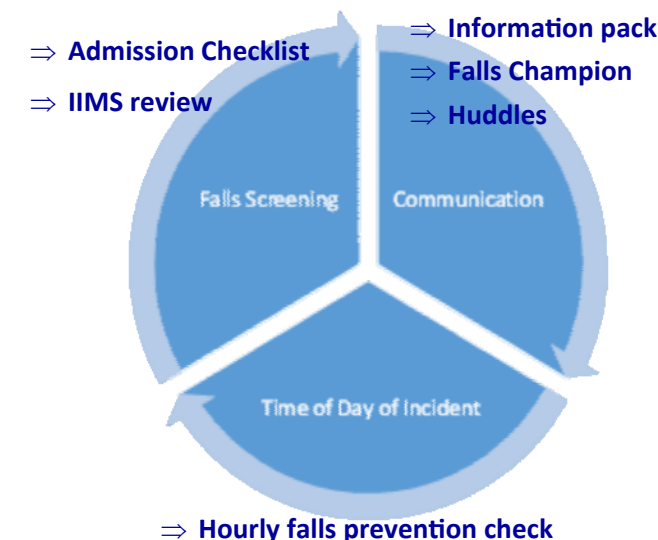 ⇒ Admission Checklist
⇒ IIMS review
⇒ Information pack
⇒ Falls Champion
⇒ Huddles
Falls Screening
Communication
Time of Day of Incident
⇒ Hourly falls prevention check